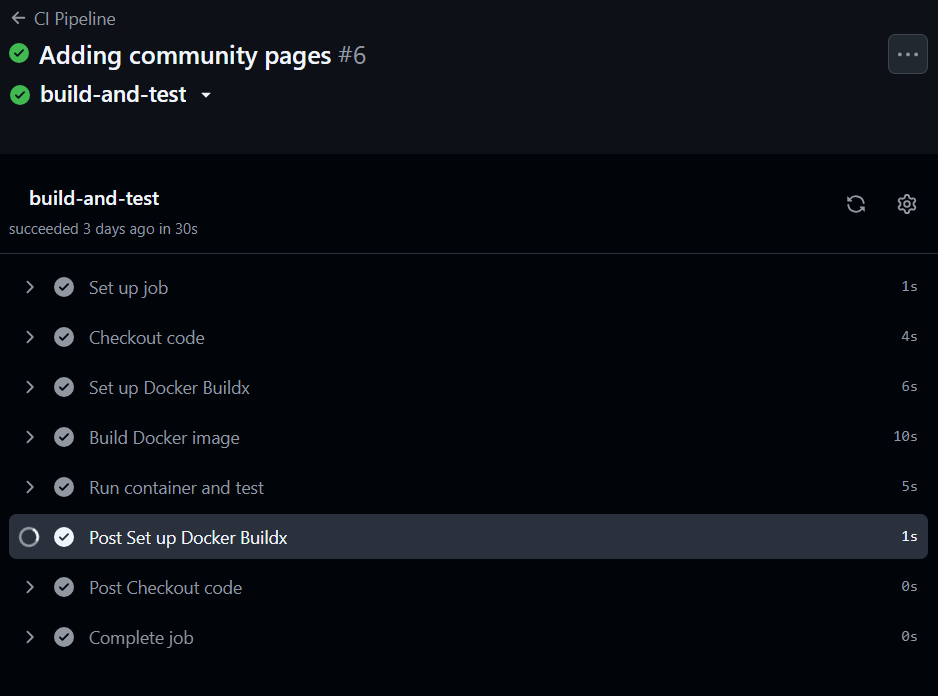 CI Pipeline
Adding community pages #6
build-and-test
build-and-test
succeeded 3 days ago in 30s
Set up job 1s
Checkout code 4s
Set up Docker Buildx 6s
Build Docker image 10s
Run container and test 5s
Post Set up Docker Buildx 1s
Post Checkout code 0s
Complete job 0s